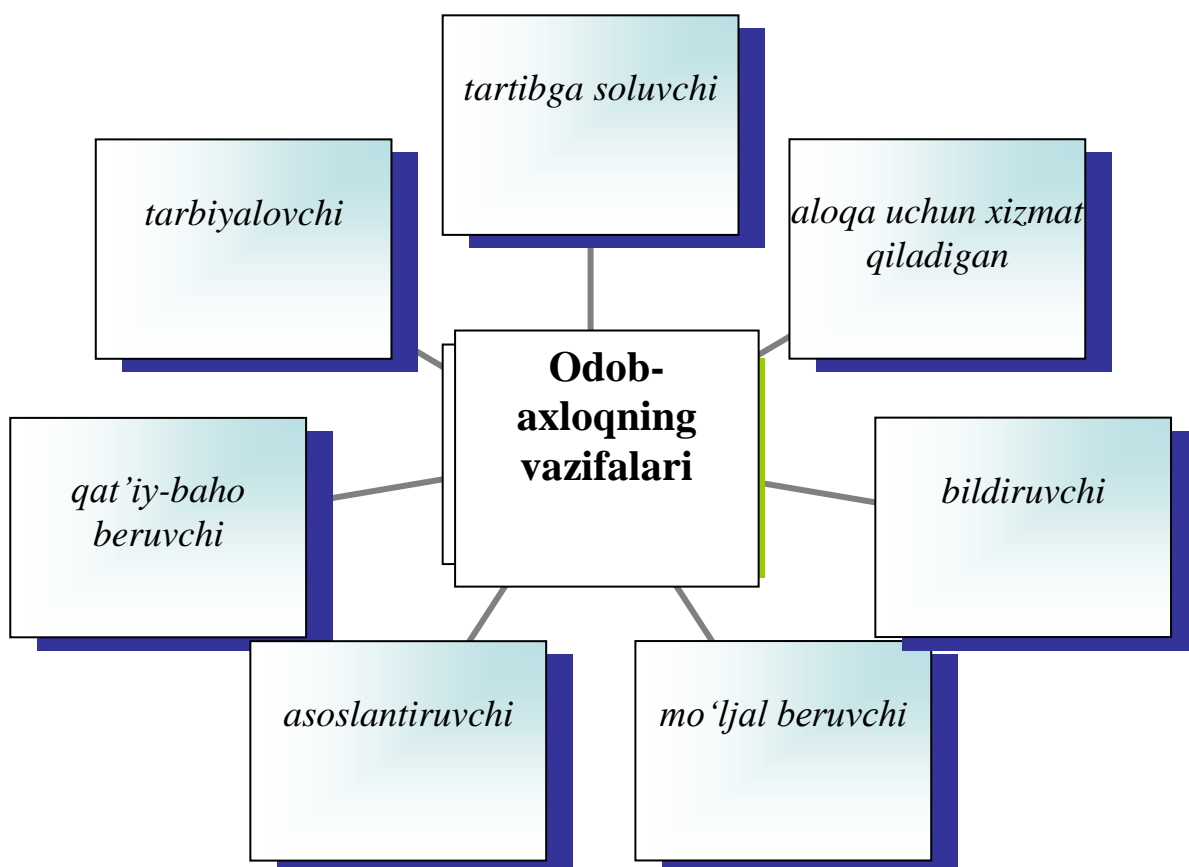 tartibga soluvchi
tarbiyalovchi
aloqa uchun xizmat
qiladigan
Odob-
axloqning
vazifalari
qat’iy-baho
beruvchi
bildiruvchi
asoslantiruvchi
mo‘ljal beruvchi